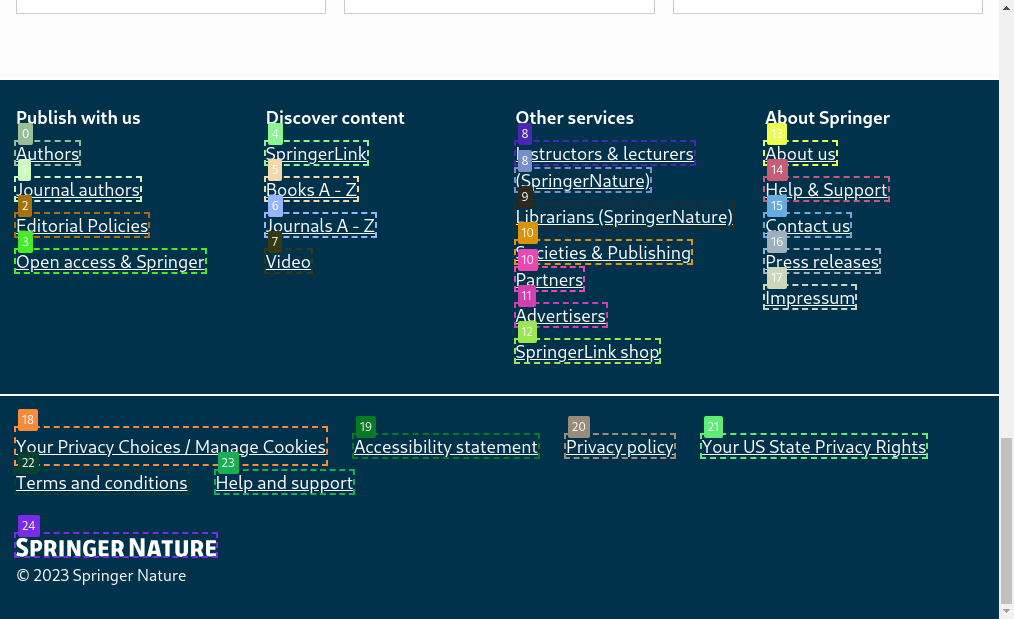 Publish with us
0
Authors
1
Journal authors
2
Editorial Policies
3
Open access & Springer
Discover content
4
SpringerLink
5
Books A - Z
6
Journals A - Z
7
Video
Other services
8
Instructors & lecturers
8
(SpringerNature)
9
Librarians (SpringerNature)
10
Societies & Publishing
10
Partners
11
Advertisers
12
SpringerLink shop
About Springer
13
About us
14
Help & Support
15
Contact us
16
Press releases
17
Impressum
18
Your Privacy Choices / Manage Cookies
19
Accessibility statement
20
Privacy policy
21
Your US State Privacy Rights
22
Terms and conditions
23
Help and support
24
SPRINGER NATURE
© 2023 Springer Nature